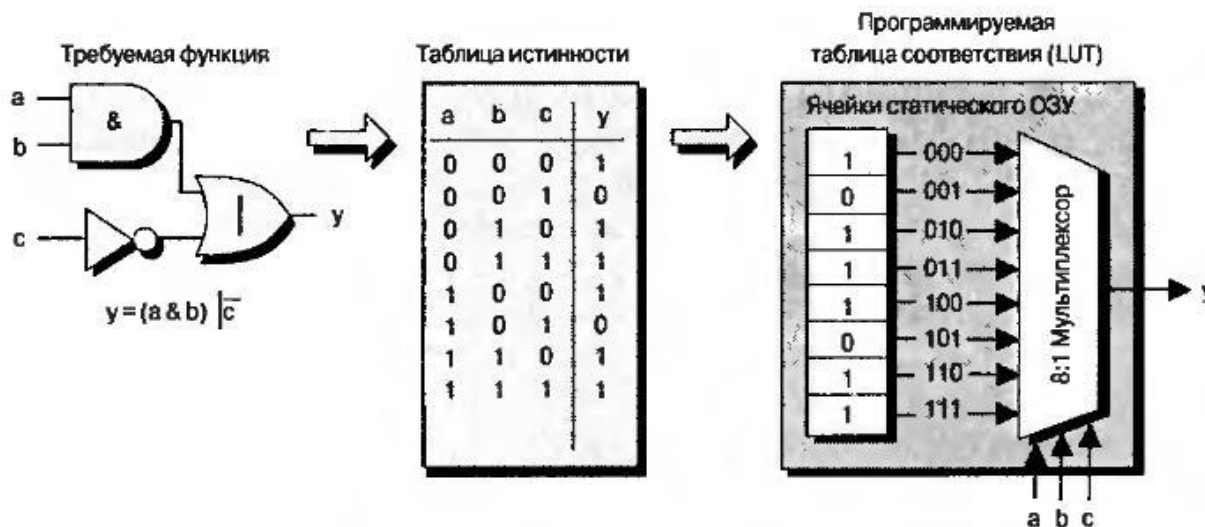 Требуемая функция
a
b
&
c
|
y
y = (a & b) | c̅
Таблица истинности
a b c y
0 0 0 1
0 0 1 0
0 1 0 1
0 1 1 1
1 0 0 1
1 0 1 0
1 1 0 1
1 1 1 1
Программируемая
таблица соответствия (LUT)
Ячейки статического ОЗУ
1 000
0 001
1 010
1 011
1 100
0 101
1 110
1 111
8:1 Мультиплексор
y
a b c